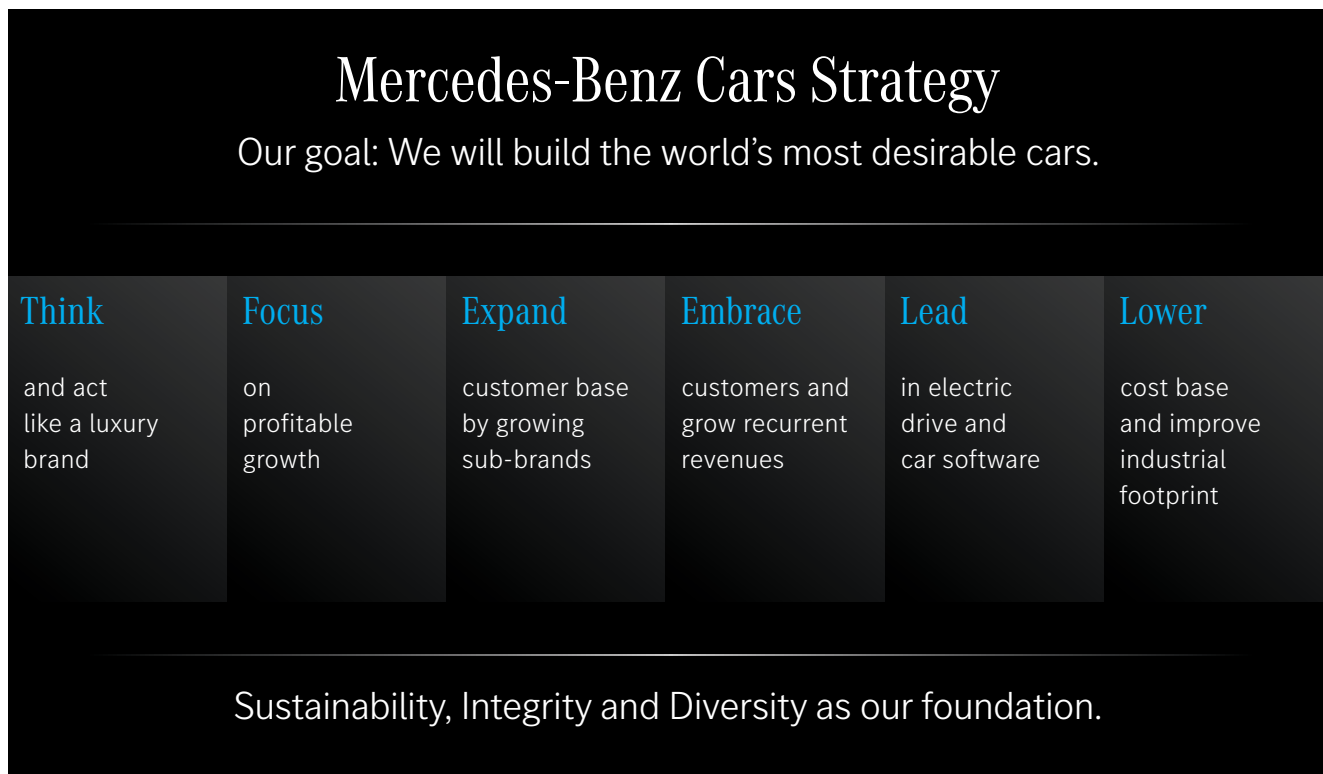 Mercedes-Benz Cars Strategy
Our goal: We will build the world’s most desirable cars.
Think
and act
like a luxury
brand
Focus
on
profitable
growth
Expand
customer base
by growing
sub-brands
Embrace
customers and
grow recurrent
revenues
Lead
in electric
drive and
car software
Lower
cost base
and improve
industrial
footprint
Sustainability, Integrity and Diversity as our foundation.